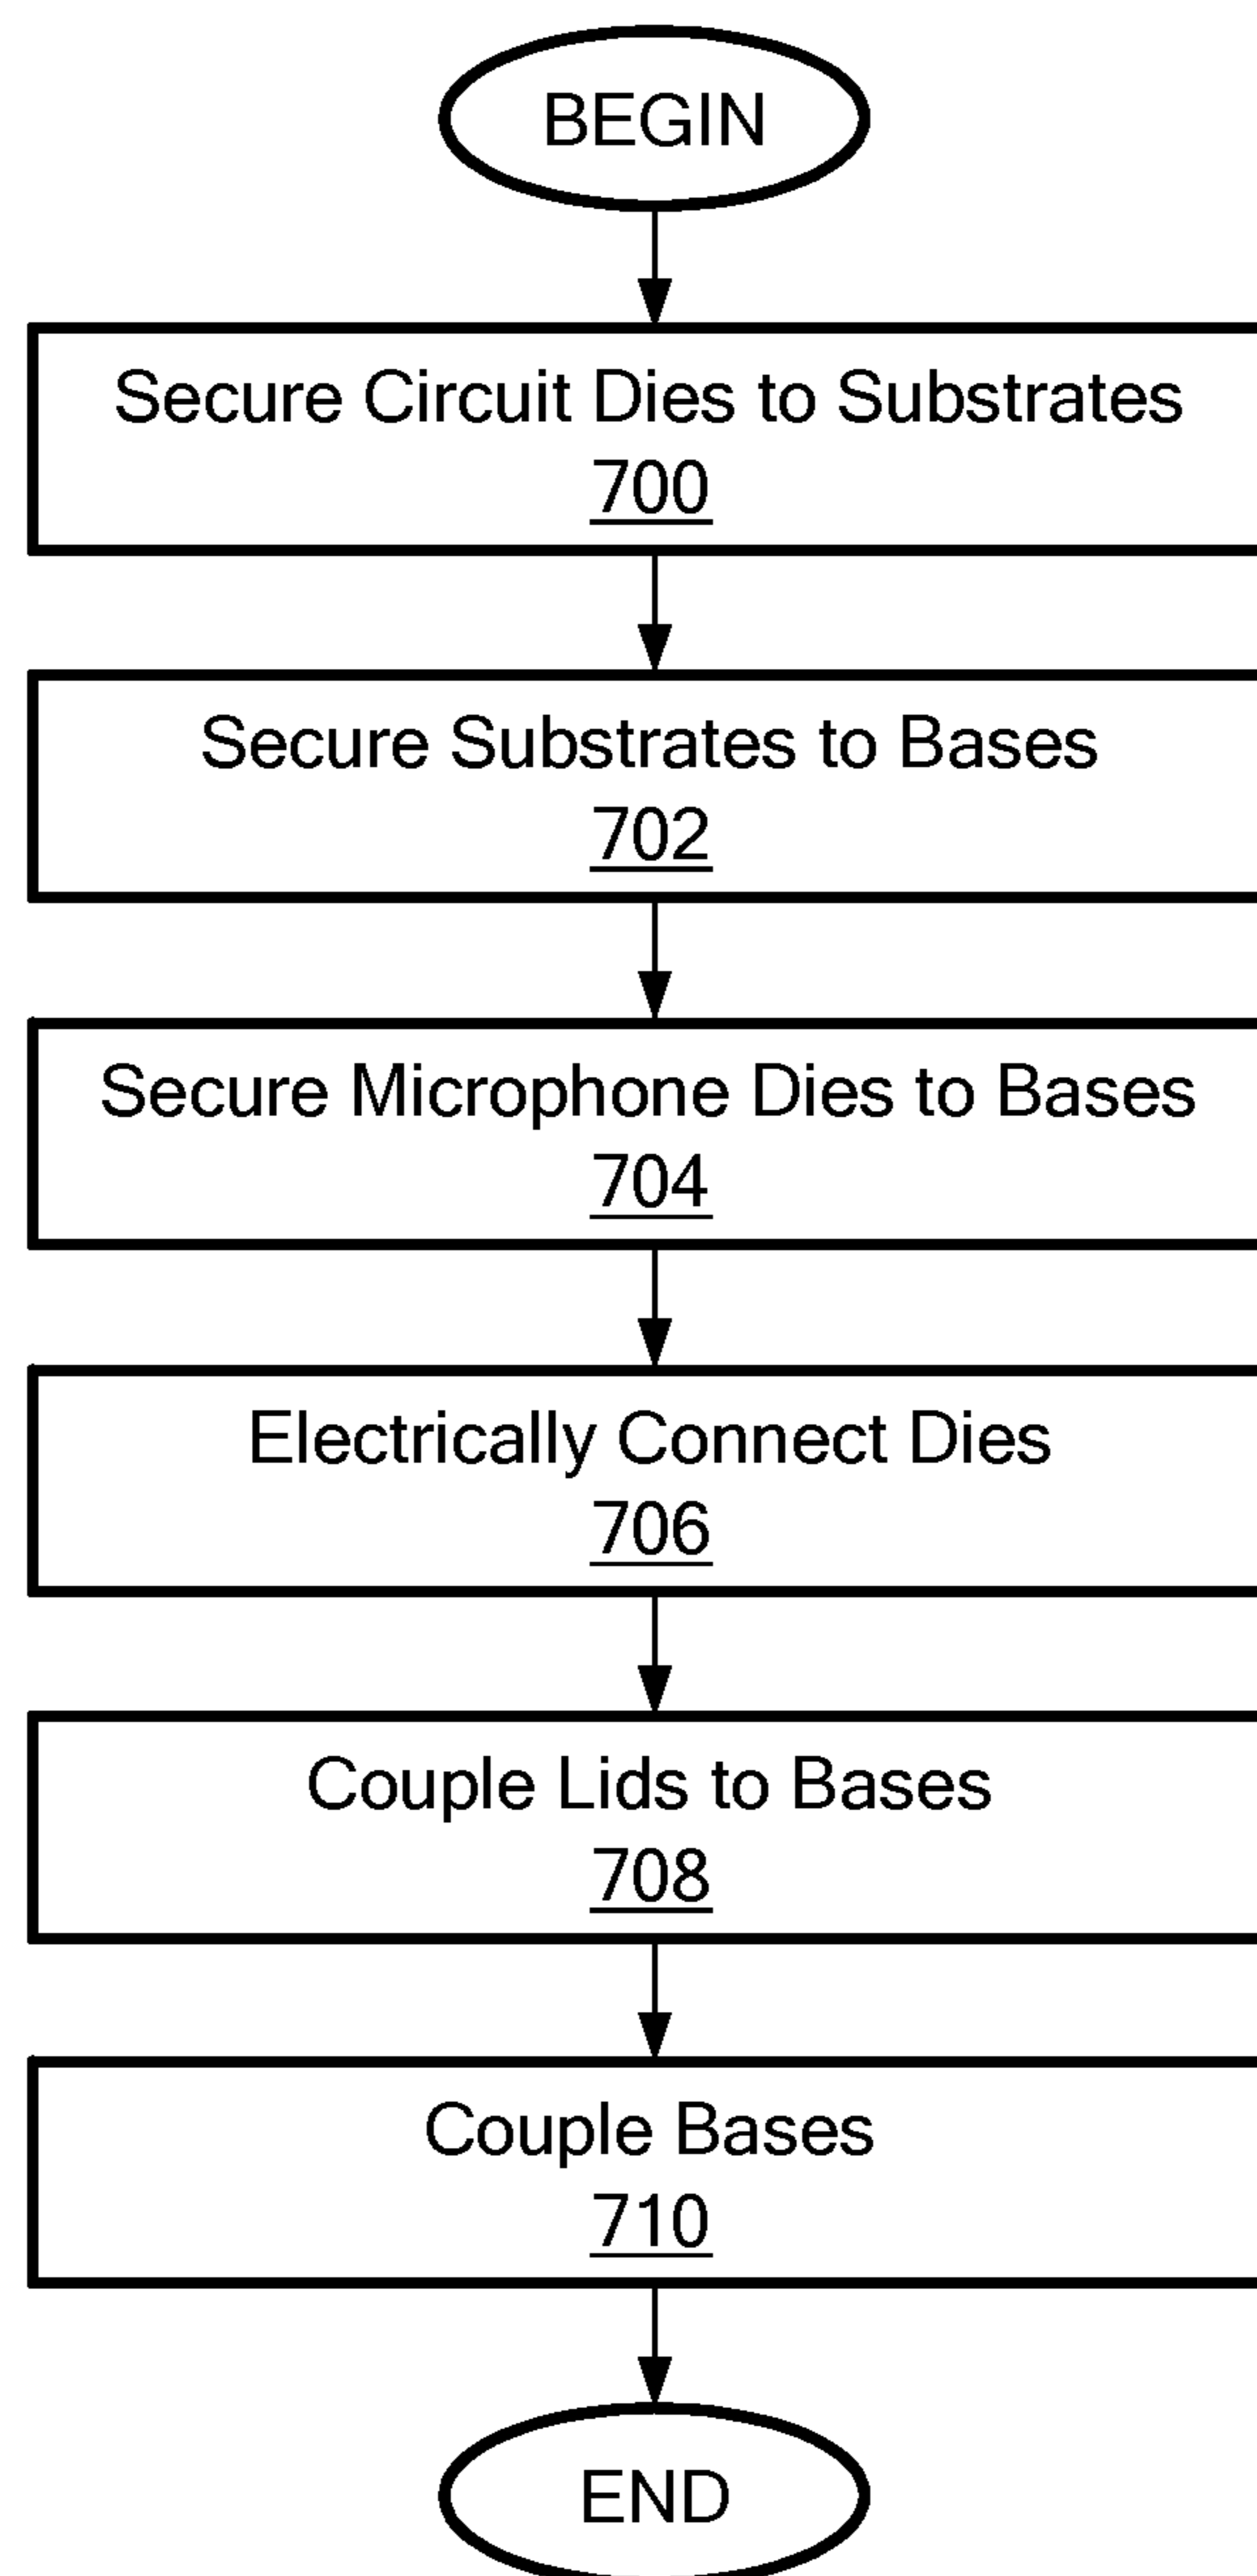 BEGIN
Secure Circuit Dies to Substrates
700
Secure Substrates to Bases
702
Secure Microphone Dies to Bases
704
Electrically Connect Dies
706
Couple Lids to Bases
708
Couple Bases
710
END